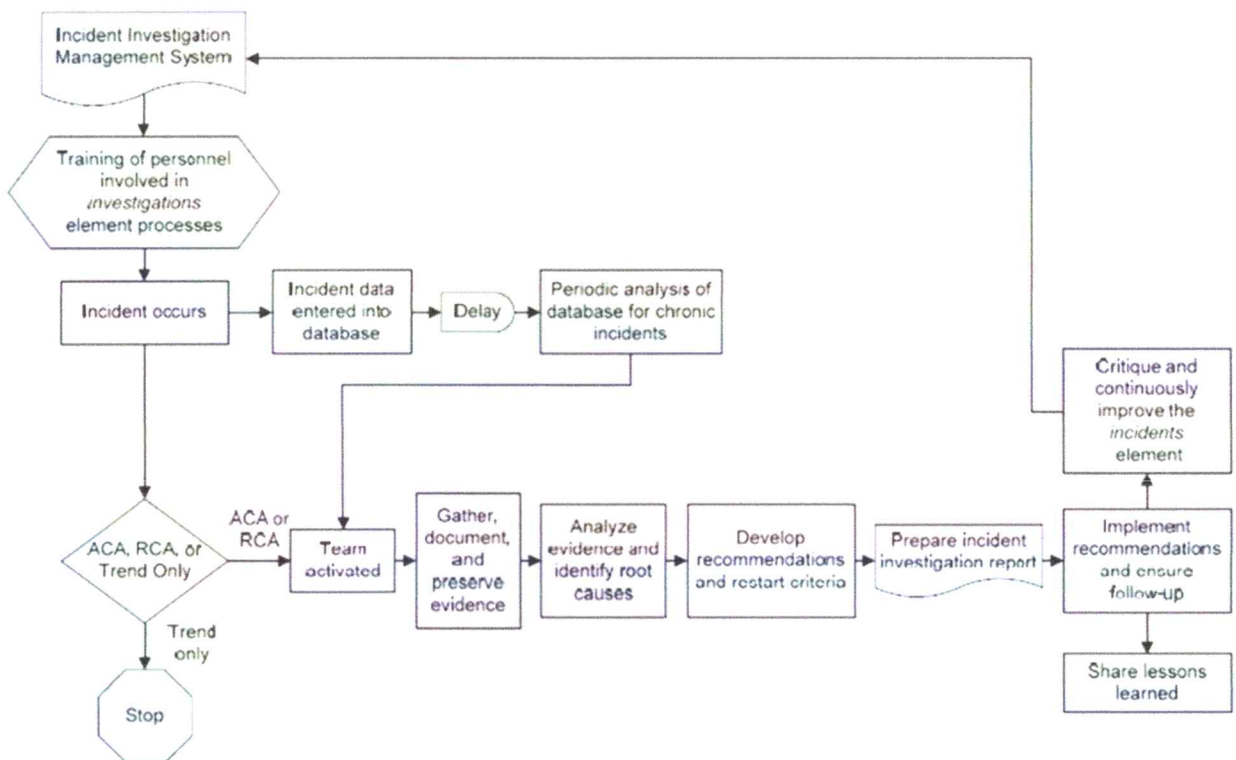 Incident Investigation
Management System
Training of personnel
involved in
investigations
element processes
Incident occurs
Incident data
entered into
database
Delay
Periodic analysis of
database for chronic
incidents
Critique and
continuously
improve the
incidents
element
ACA, RCA, or
Trend Only
ACA or
RCA
Team
activated
Gather,
document,
and
preserve
evidence
Analyze
evidence and
identify root
causes
Develop
recommendations
and restart criteria
Prepare incident
investigation report
Implement
recommendations
and ensure
follow-up
Trend
only
Stop
Share lessons
learned